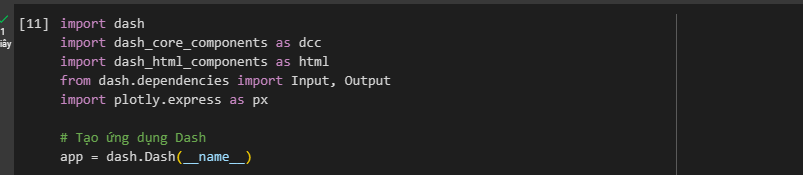 [11] import dash
import dash_core_components as dcc
import dash_html_components as html
from dash.dependencies import Input, Output
import plotly.express as px
# Tạo ứng dụng Dash
app = dash.Dash(__name__)
1
iây